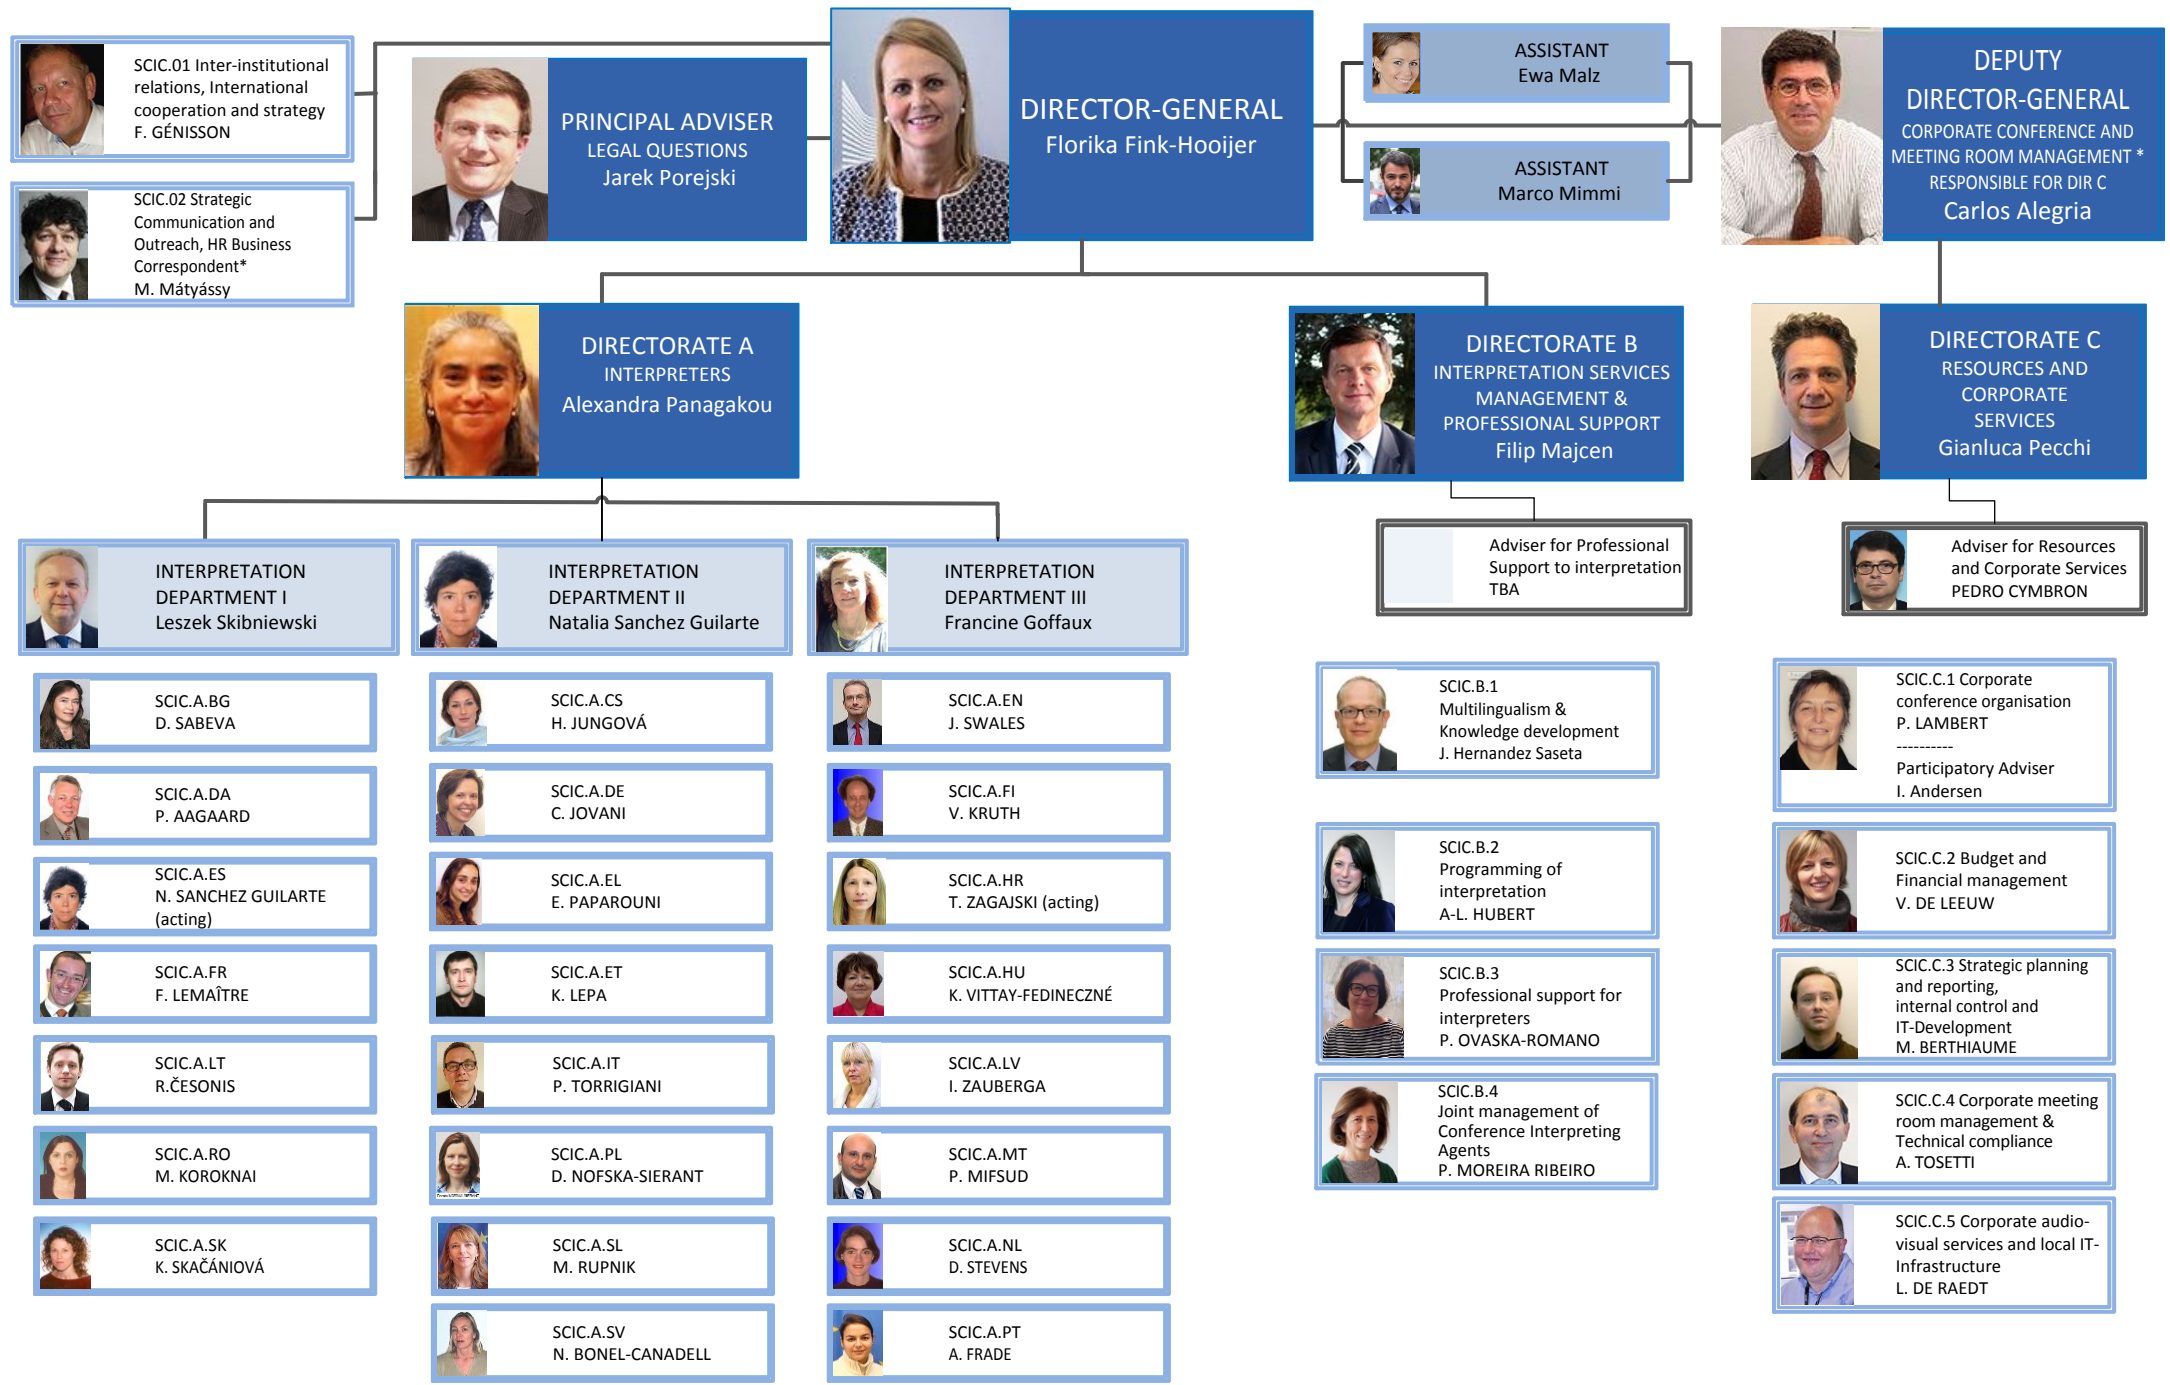 SCIC.01 Inter-institutional
relations, International
cooperation and strategy
F. GÉNISSON
SCIC.02 Strategic
Communication and
Outreach, HR Business
Correspondent*
M. Mátyássy
PRINCIPAL ADVISER
LEGAL QUESTIONS
Jarek Porejski
DIRECTOR-GENERAL
Florika Fink-Hooijer
ASSISTANT
Ewa Malz
ASSISTANT
Marco Mimmi
DEPUTY
DIRECTOR-GENERAL
CORPORATE CONFERENCE AND
MEETING ROOM MANAGEMENT *
RESPONSIBLE FOR DIR C
Carlos Alegria
DIRECTORATE A
INTERPRETERS
Alexandra Panagakou
DIRECTORATE B
INTERPRETATION SERVICES
MANAGEMENT &
PROFESSIONAL SUPPORT
Filip Majcen
DIRECTORATE C
RESOURCES AND
CORPORATE
SERVICES
Gianluca Pecchi
Adviser for Professional
Support to interpretation
TBA
Adviser for Resources
and Corporate Services
PEDRO CYMBRON
INTERPRETATION
DEPARTMENT I
Leszek Skibniewski
INTERPRETATION
DEPARTMENT II
Natalia Sanchez Guilarte
INTERPRETATION
DEPARTMENT III
Francine Goffaux
SCIC.A.BG
D. SABEVA
SCIC.A.DA
P. AAGAARD
SCIC.A.ES
N. SANCHEZ GUILARTE
(acting)
SCIC.A.FR
F. LEMAÎTRE
SCIC.A.LT
R.ČESONIS
SCIC.A.RO
M. KOROKNAI
SCIC.A.SK
K. SKAČÁNIOVÁ
SCIC.A.CS
H. JUNGOVÁ
SCIC.A.DE
C. JOVANI
SCIC.A.EL
E. PAPAROUNI
SCIC.A.ET
K. LEPA
SCIC.A.IT
P. TORRIGIANI
SCIC.A.PL
D. NOFSKA-SIERANT
SCIC.A.SL
M. RUPNIK
SCIC.A.SV
N. BONEL-CANADELL
SCIC.A.EN
J. SWALES
SCIC.A.FI
V. KRUTH
SCIC.A.HR
T. ZAGAJSKI (acting)
SCIC.A.HU
K. VITTAY-FEDINECZNÉ
SCIC.A.LV
I. ZAUBERGA
SCIC.A.MT
P. MIFSUD
SCIC.A.NL
D. STEVENS
SCIC.A.PT
A. FRADE
SCIC.B.1
Multilingualism &
Knowledge development
J. Hernandez Saseta
SCIC.B.2
Programming of
interpretation
A-L. HUBERT
SCIC.B.3
Professional support for
interpreters
P. OVASKA-ROMANO
SCIC.B.4
Joint management of
Conference Interpreting
Agents
P. MOREIRA RIBEIRO
SCIC.C.1 Corporate
conference organisation
P. LAMBERT
----------
Participatory Adviser
I. Andersen
SCIC.C.2 Budget and
Financial management
V. DE LEEUW
SCIC.C.3 Strategic planning
and reporting,
internal control and
IT-Development
M. BERTHIAUME
SCIC.C.4 Corporate meeting
room management &
Technical compliance
A. TOSETTI
SCIC.C.5 Corporate audio-
visual services and local IT-
Infrastructure
L. DE RAEDT